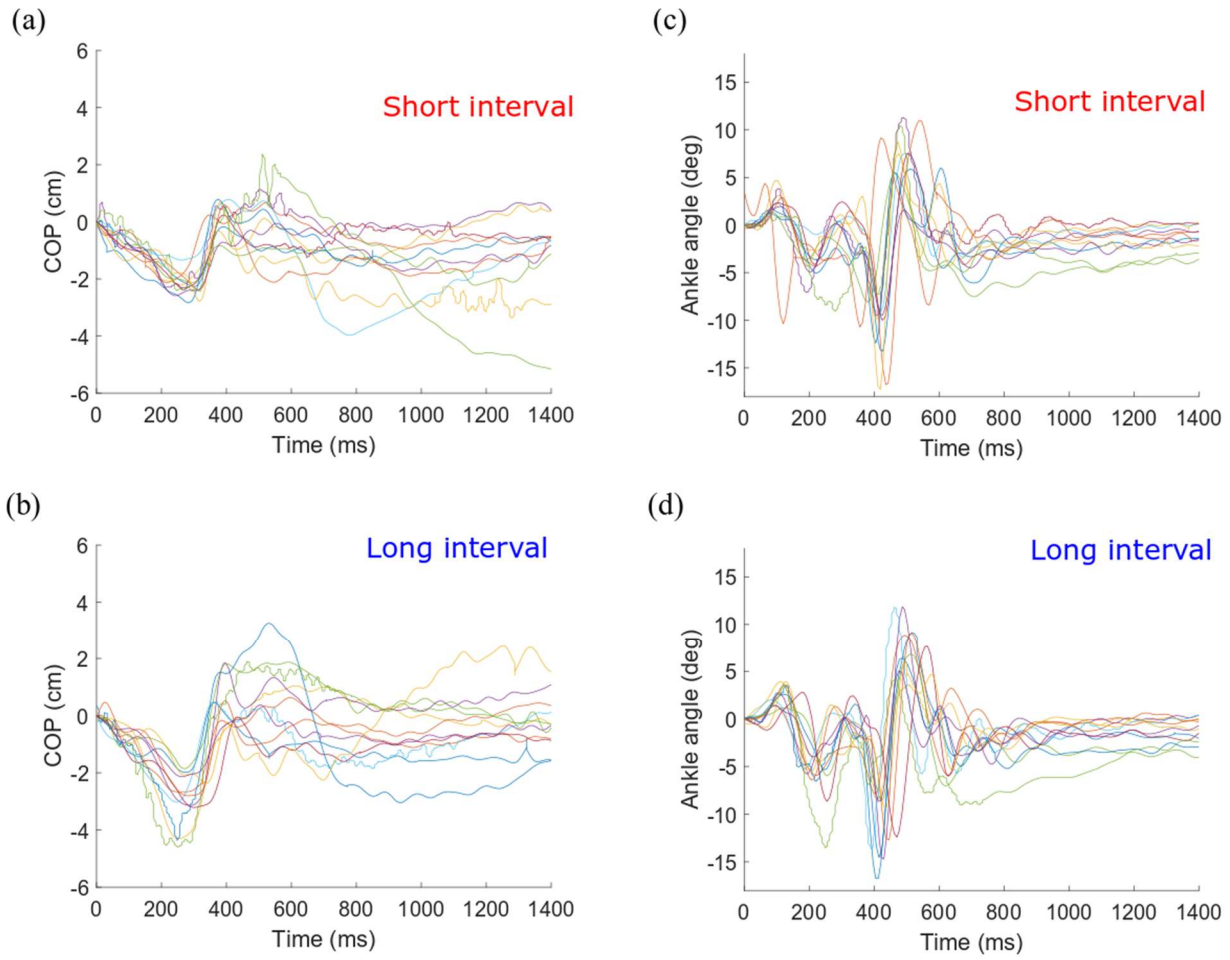 (a)
6
4
2
0
-2
-4
-6
COP (cm)
Short interval
0 200 400 600 800 1000 1200 1400
Time (ms)
(c)
15
10
5
0
-5
-10
-15
Ankle angle (deg)
Short interval
0 200 400 600 800 1000 1200 1400
Time (ms)
(b)
6
4
2
0
-2
-4
-6
COP (cm)
Long interval
0 200 400 600 800 1000 1200 1400
Time (ms)
(d)
15
10
5
0
-5
-10
-15
Ankle angle (deg)
Long interval
0 200 400 600 800 1000 1200 1400
Time (ms)